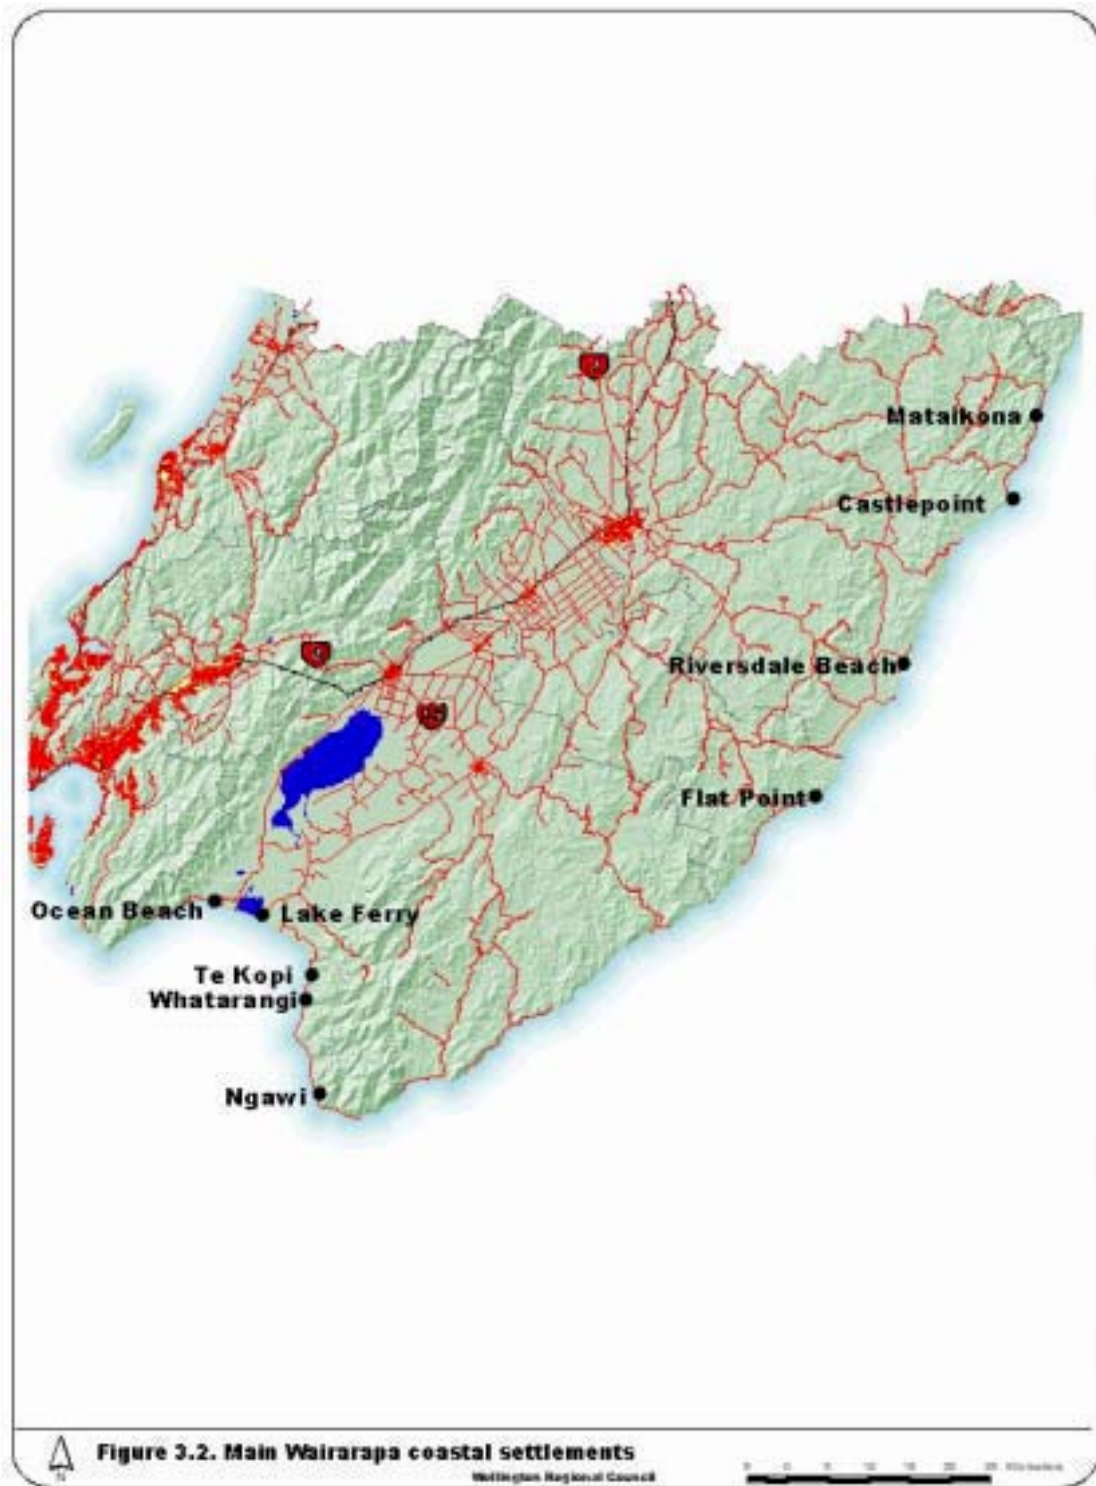 Mataikona
Castlepoint
Riversdale Beach
Flat Point
Ocean Beach
Lake Ferry
Te Kopi
Whatarangi
Ngawi
N
Figure 3.2. Main Wairarapa coastal settlements
Wellington Regional Council